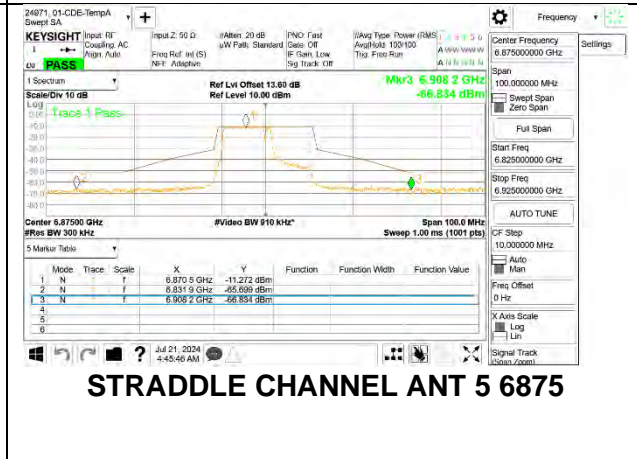 24971, 01-CDE-TempA
Swept SA
KEYSIGHT
Input: RF
Coupling: AC
Align: Auto
Input Z: 50 Ω
Freq Ref: Int (S)
NFE: Adaptive
#Atten: 20 dB
µW Path: Standard
PNO: Fast
Gate: Off
IF Gain: Low
Sig Track: Off
#Avg Type: Power (RMS
Avg|Hold: 100/100
Trig: Free Run
PASS
1 Spectrum
Scale/Div 10 dB
Ref Lvl Offset 13.60 dB
Ref Level 10.00 dBm
Mkr3 6.908 2 GHz
-66.834 dBm
Log
Trace 1 Pass
Center 6.87500 GHz
#Res BW 300 kHz
#Video BW 910 kHz*
Span 100.0 MHz
Sweep 1.00 ms (1001 pts)
5 Marker Table
Mode Trace Scale X Y Function Function Width Function Value
1 N f 6.870 5 GHz -11.272 dBm
2 N f 6.831 9 GHz -65.699 dBm
3 N f 6.908 2 GHz -66.834 dBm
4
5
6
Jul 21, 2024
4:45:46 AM
Frequency
Settings
Center Frequency
6.875000000 GHz
Span
100.000000 MHz
Swept Span
Zero Span
Full Span
Start Freq
6.825000000 GHz
Stop Freq
6.925000000 GHz
AUTO TUNE
CF Step
10.000000 MHz
Auto
Man
Freq Offset
0 Hz
X Axis Scale
Log
Lin
Signal Track
(Span Zoom)
STRADDLE CHANNEL ANT 5 6875